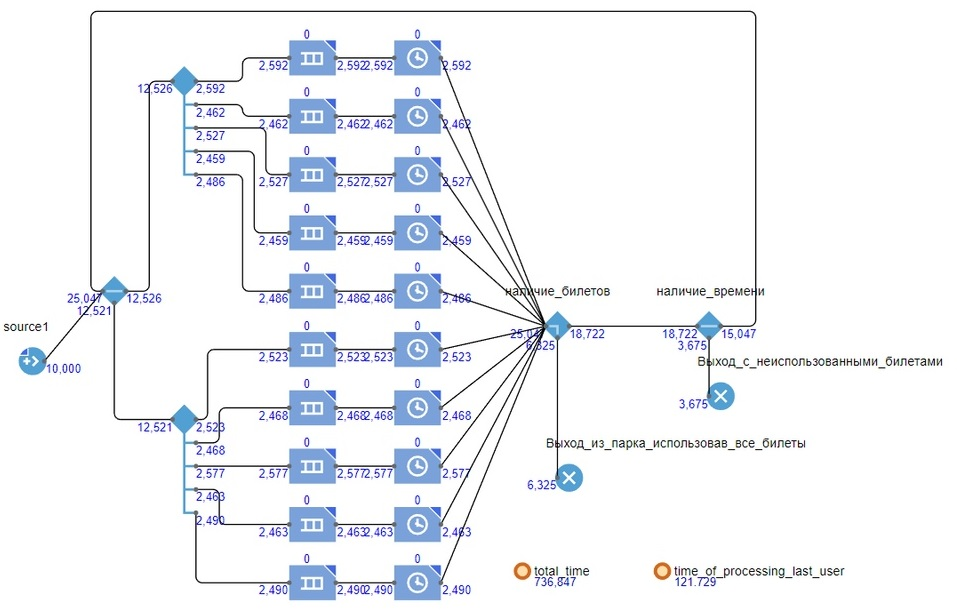 0 0
2,592 2,592 2,592 2,592
12,526 2,592
0 0
2,462
2,462 2,462 2,462 2,462
2,527
0 0
2,459
2,527 2,527 2,527 2,527
2,486
0 0
2,459 2,459 2,459 2,459
0 0
наличие_билетов наличие_времени
25,047 12,526
2,486 2,486 2,486 2,486
12,521
source1
0 0
18,722 18,722 15,047
6,325 3,675
2,523 2,523 2,523 2,523
Выход_с_неиспользованными_билетами
10,000
0 0
3,675
2,468 2,468 2,468 2,468
12,521 2,523
0 0
Выход_из_парка_использовав_все_билеты
2,468
2,577
2,577 2,577 2,577 2,577
6,325
2,463
0 0
2,490
2,463 2,463 2,463 2,463
0 0
total_time time_of_processing_last_user
736,847 121.729
2,490 2,490 2,490 2,490